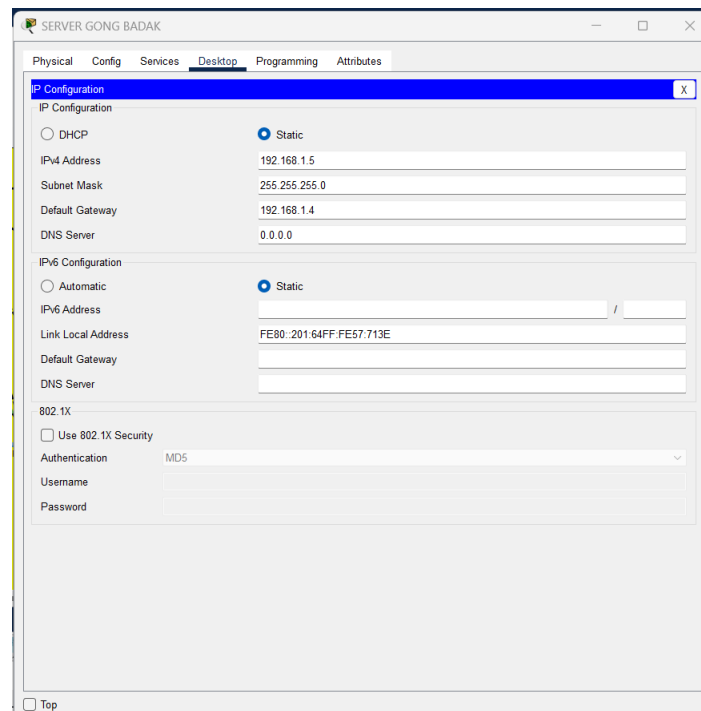 SERVER GONG BADAK
Physical Config Services Desktop Programming Attributes
IP Configuration X
IP Configuration
DHCP Static
IPv4 Address 192.168.1.5
Subnet Mask 255.255.255.0
Default Gateway 192.168.1.4
DNS Server 0.0.0.0
IPv6 Configuration
Automatic Static
IPv6 Address /
Link Local Address FE80::201:64FF:FE57:713E
Default Gateway
DNS Server
802.1X
Use 802.1X Security
Authentication MD5
Username
Password
Top